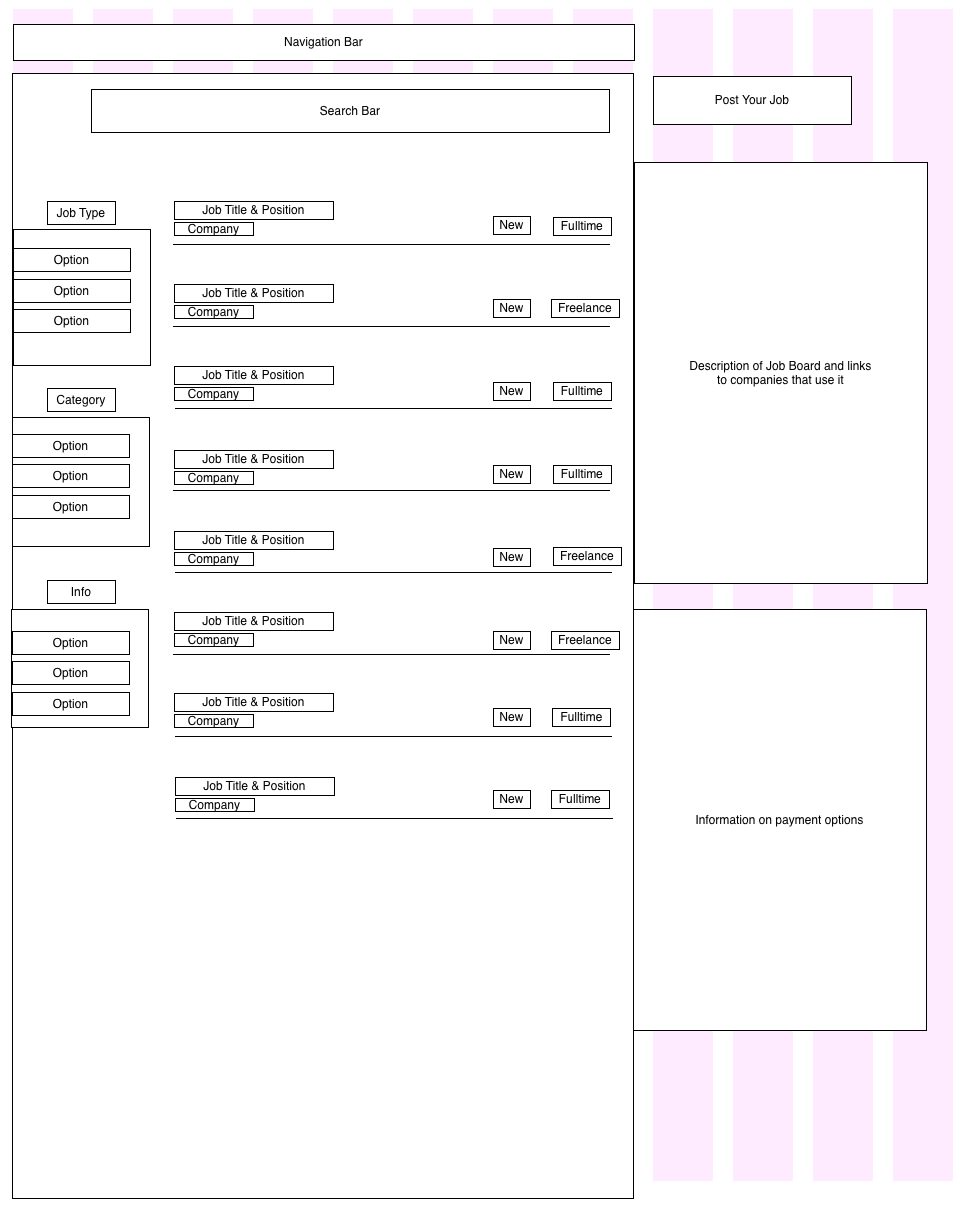 Navigation Bar
Search Bar
Post Your Job
Job Type
Option
Option
Option
Category
Option
Option
Option
Info
Option
Option
Option
Job Title & Position
Company
New
Fulltime
Job Title & Position
Company
New
Freelance
Job Title & Position
Company
New
Fulltime
Job Title & Position
Company
New
Fulltime
Job Title & Position
Company
New
Freelance
Job Title & Position
Company
New
Freelance
Job Title & Position
Company
New
Fulltime
Job Title & Position
Company
New
Fulltime
Description of Job Board and links
to companies that use it
Information on payment options